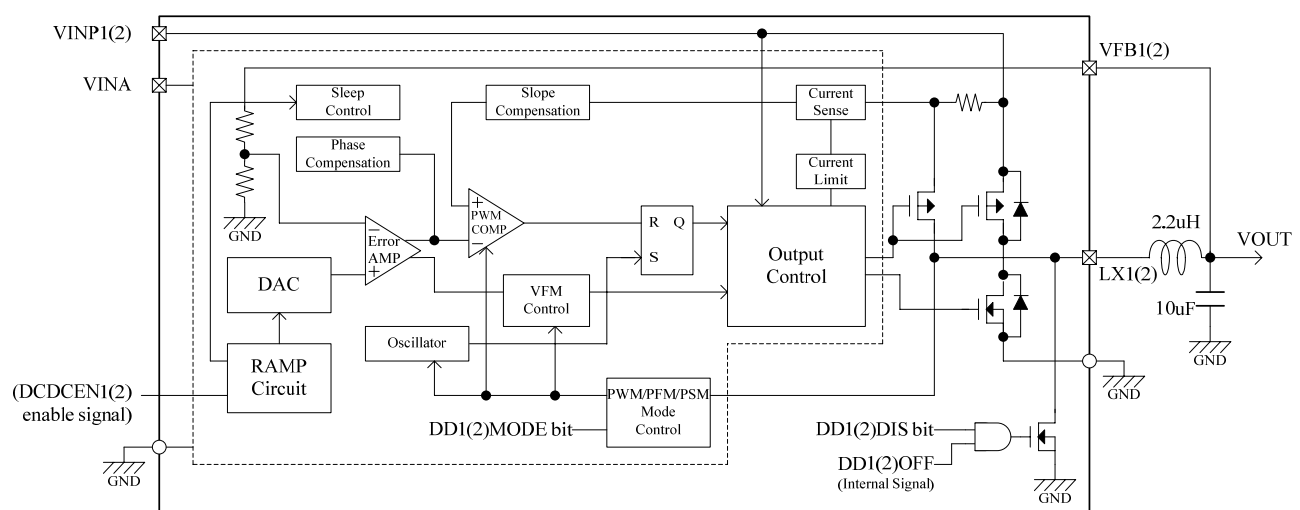 VINP1(2)
VFB1(2)
VINA
Sleep
Control
Slope
Compensation
Current
Sense
Phase
Compensation
Current
Limit
+
PWM
COMP
−
R Q
S
GND
−
Error
AMP
+
Output
Control
2.2uH
VOUT
LX1(2)
DAC
VFM
Control
10uF
Oscillator
GND
RAMP
Circuit
(DCDCEN1(2)
enable signal)
PWM/PFM/PSM
Mode
Control
GND
DD1(2)MODE bit
DD1(2)DIS bit
DD1(2)OFF
(Internal Signal)
GND
GND